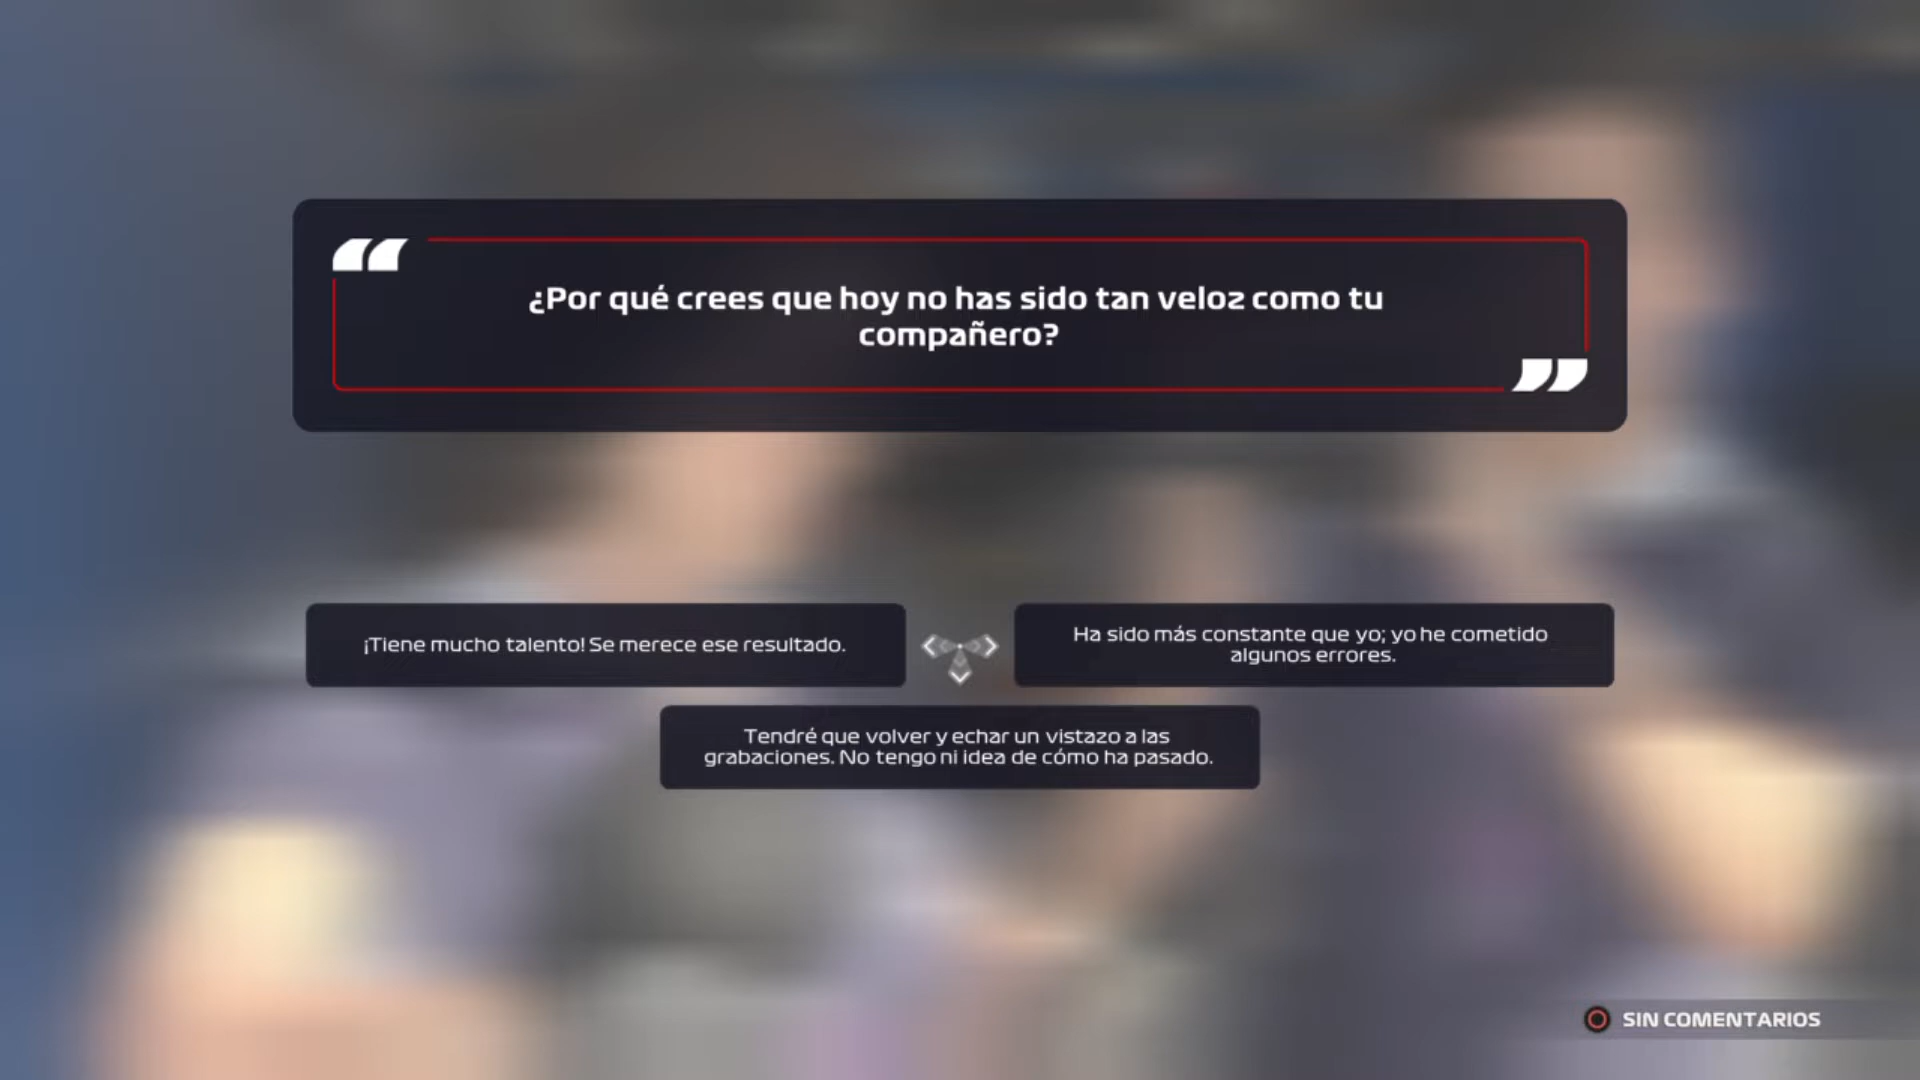 ¿Por qué crees que hoy no has sido tan veloz como tu
compañero?
¡Tiene mucho talento! Se merece ese resultado.
Ha sido más constante que yo; yo he cometido
algunos errores.
Tendré que volver y echar un vistazo a las
grabaciones. No tengo ni idea de cómo ha pasado.
SIN COMENTARIOS